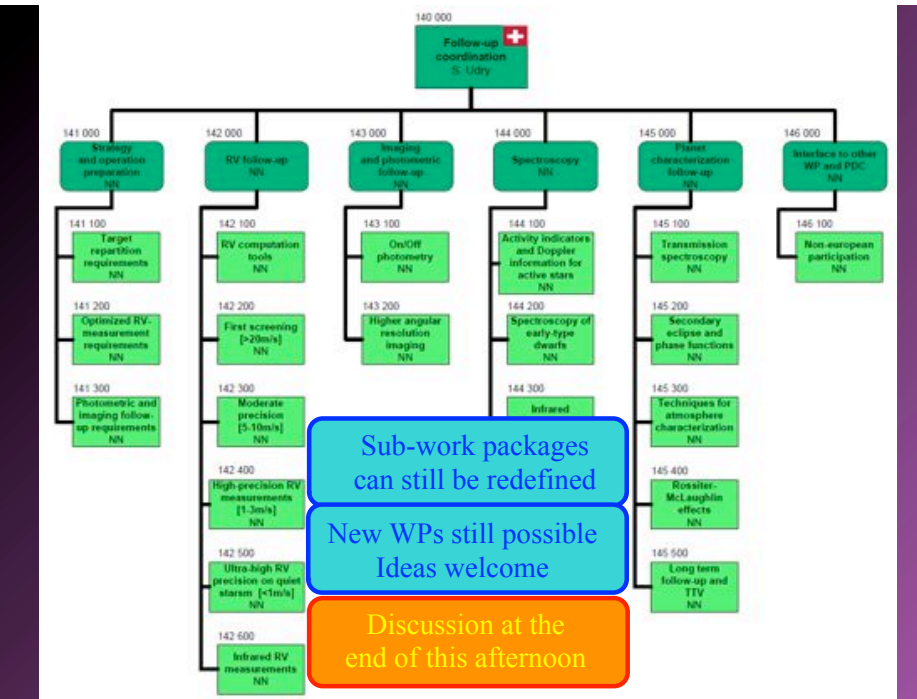 140 000
Follow-up
coordination
S. Udry
141 000
Strategy
and operation
preparation
NN
142 000
RV follow-up
NN
143 000
Imaging
and photometric
follow-up
NN
144 000
Spectroscopy
NN
145 000
Planet
characterization
follow-up
NN
146 000
Interface to other
WP and PDC
NN
141 100
Target
repartition
requirements
NN
141 200
Optimized RV-
measurement
requirements
NN
141 300
Photometric and
imaging follow-
up requirements
NN
142 100
RV computation
tools
NN
142 200
First screening
[>20m/s]
NN
142 300
Moderate
precision
[5-10m/s]
NN
142 400
High-precision RV
measurements
[1-3m/s]
NN
142 500
Ultra-high RV
precision on quiet
starsm [<1m/s]
NN
142 600
Infrared RV
measurements
NN
143 100
On/Off
photometry
NN
143 200
Higher angular
resolution
imaging
NN
144 100
Activity indicators
and Doppler
information for
active stars
NN
144 200
Spectroscopy of
early-type
dwarfs
NN
144 300
Infrared
145 100
Transmission
spectroscopy
NN
145 200
Secondary
eclipse and
phase functions
NN
145 300
Techniques for
atmosphere
characterization
NN
145 400
Rossiter-
McLaughlin
effects
NN
145 500
Long term
follow-up and
TTV
NN
146 100
Non-european
participation
NN
Sub-work packages
can still be redefined
New WPs still possible
Ideas welcome
Discussion at the
end of this afternoon